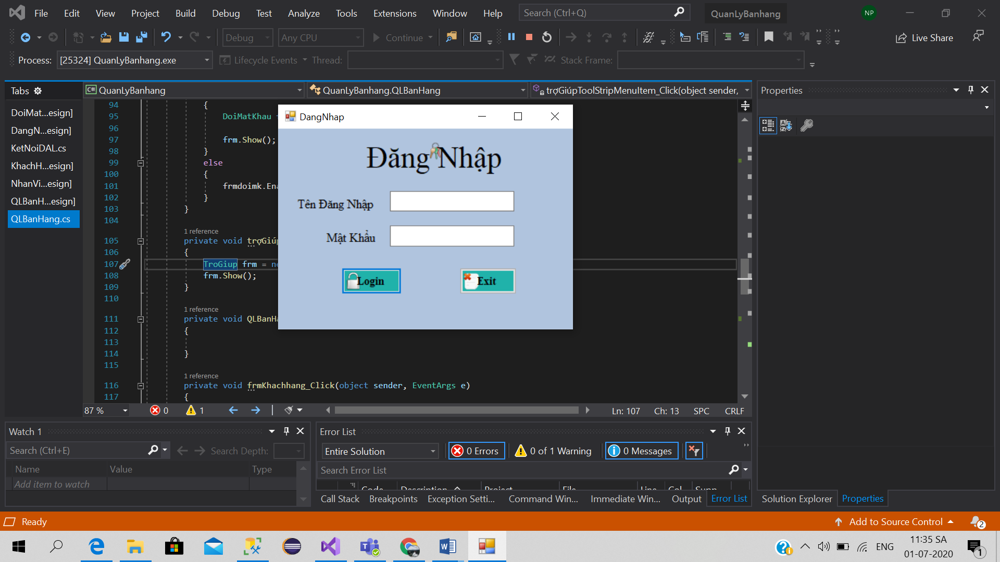 File Edit View Project Build Debug Test Analyze Tools Extensions Window Help Search (Ctrl+Q) QuanLyBanhang NP
Debug Any CPU Continue Live Share
Process: [25324] QuanLyBanhang.exe Lifecycle Events Thread: Stack Frame:
Tabs
DoiMat...esign]
DangN...esign]
KetNoiDAL.cs
KhachH...esign]
NhanVi...esign]
QLBanH...esign]
QLBanHang.cs
C# QuanLyBanhang QuanLyBanhang.QLBanHang trợGiúpToolStripMenuItem_Click(object sender,
94 {
95 DoiMatKhau
96
97 frm.Show();
98 }
99 else
100 {
101 frmdoimk.Ena
102 }
103 }
104
1 reference
105 private void trợGiúp
106 {
107 TroGiup frm = ne
108 frm.Show();
109 }
110
1 reference
111 private void QLBanHa
112 {
113
114 }
115
1 reference
116 private void frmKhachhang_Click(object sender, EventArgs e)
117 {
DangNhap
Đăng Nhập
Tên Đăng Nhập
Mật Khẩu
Login Exit
87 % 0 1 Ln: 107 Ch: 13 SPC CRLF
Properties
Watch 1
Search (Ctrl+E) Search Depth:
Name Value Type
Add item to watch
Error List
Entire Solution 0 Errors 0 of 1 Warning 0 Messages
Search Error List
Code Description Project File Line Col Supp
Call Stack Breakpoints Exception Setti... Command Win... Immediate Win... Output Error List
Solution Explorer Properties
Ready Add to Source Control 2
ENG 11:35 SA
01-07-2020 1